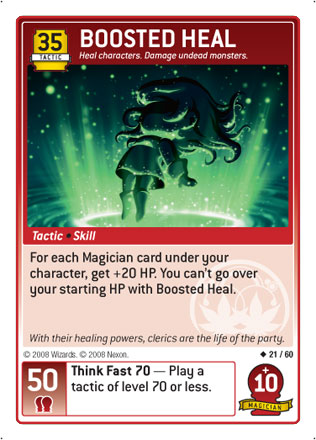 35
TACTIC
BOOSTED HEAL
Heal characters. Damage undead monsters.
Tactic • Skill
For each Magician card under your
character, get +20 HP. You can't go over
your starting HP with Boosted Heal.
With their healing powers, clerics are the life of the party.
© 2008 Wizards. © 2008 Nexon.
◆ 21 / 60
50
Think Fast 70 — Play a
tactic of level 70 or less.
+
10
MAGICIAN